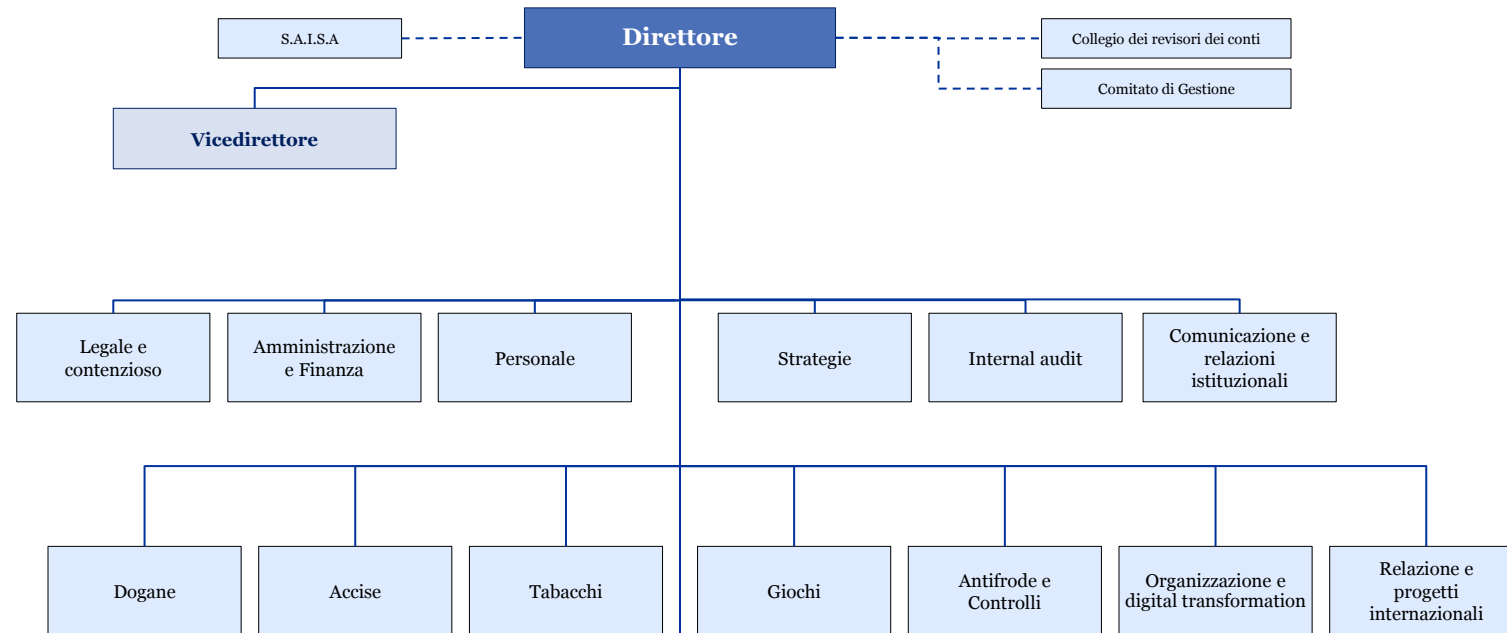 S.A.I.S.A
Direttore
Collegio dei revisori dei conti
Comitato di Gestione
Vicedirettore
Legale e
contenzioso
Amministrazione
e Finanza
Personale
Strategie
Internal audit
Comunicazione e
relazioni
istituzionali
Dogane
Accise
Tabacchi
Giochi
Antifrode e
Controlli
Organizzazione e
digital transformation
Relazione e
progetti
internazionali